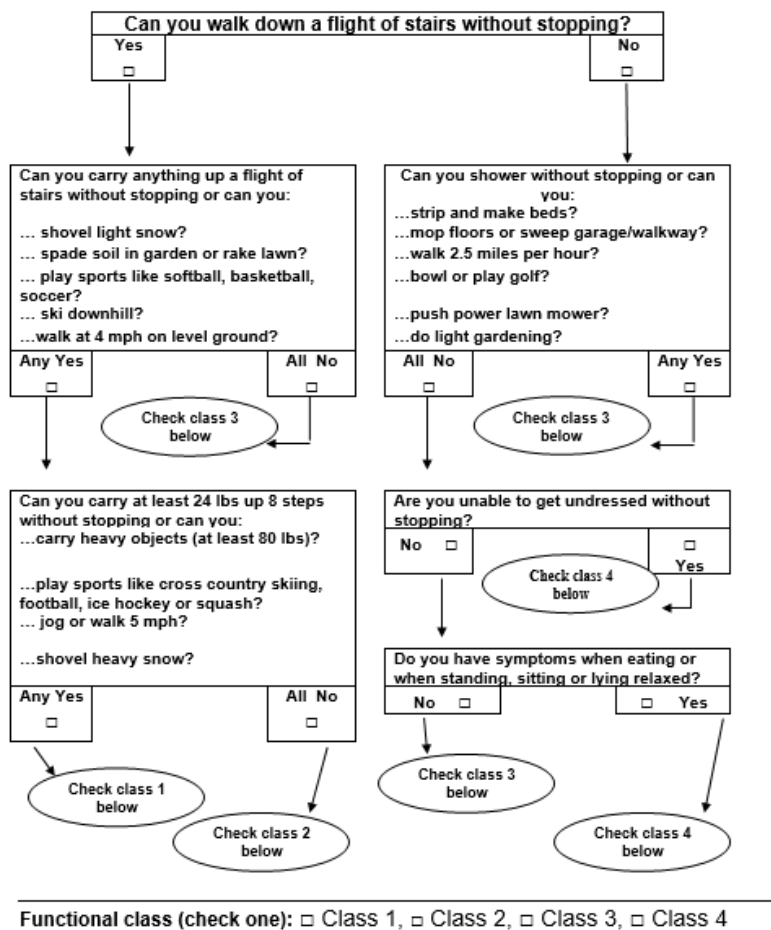 Can you walk down a flight of stairs without stopping?
Yes
□
No
□
Can you carry anything up a flight of
stairs without stopping or can you:
... shovel light snow?
... spade soil in garden or rake lawn?
... play sports like softball, basketball,
soccer?
... ski downhill?
...walk at 4 mph on level ground?
Any Yes
□
All No
□
Check class 3
below
Can you shower without stopping or can
you:
...strip and make beds?
...mop floors or sweep garage/walkway?
...walk 2.5 miles per hour?
...bowl or play golf?
...push power lawn mower?
...do light gardening?
All No
□
Any Yes
□
Check class 3
below
Can you carry at least 24 lbs up 8 steps
without stopping or can you:
...carry heavy objects (at least 80 lbs)?
...play sports like cross country skiing,
football, ice hockey or squash?
... jog or walk 5 mph?
...shovel heavy snow?
Any Yes
□
All No
□
Check class 1
below
Check class 2
below
Are you unable to get undressed without
stopping?
No □
□
Yes
Check class 4
below
Do you have symptoms when eating or
when standing, sitting or lying relaxed?
No □
□ Yes
Check class 3
below
Check class 4
below
Functional class (check one): □ Class 1, □ Class 2, □ Class 3, □ Class 4